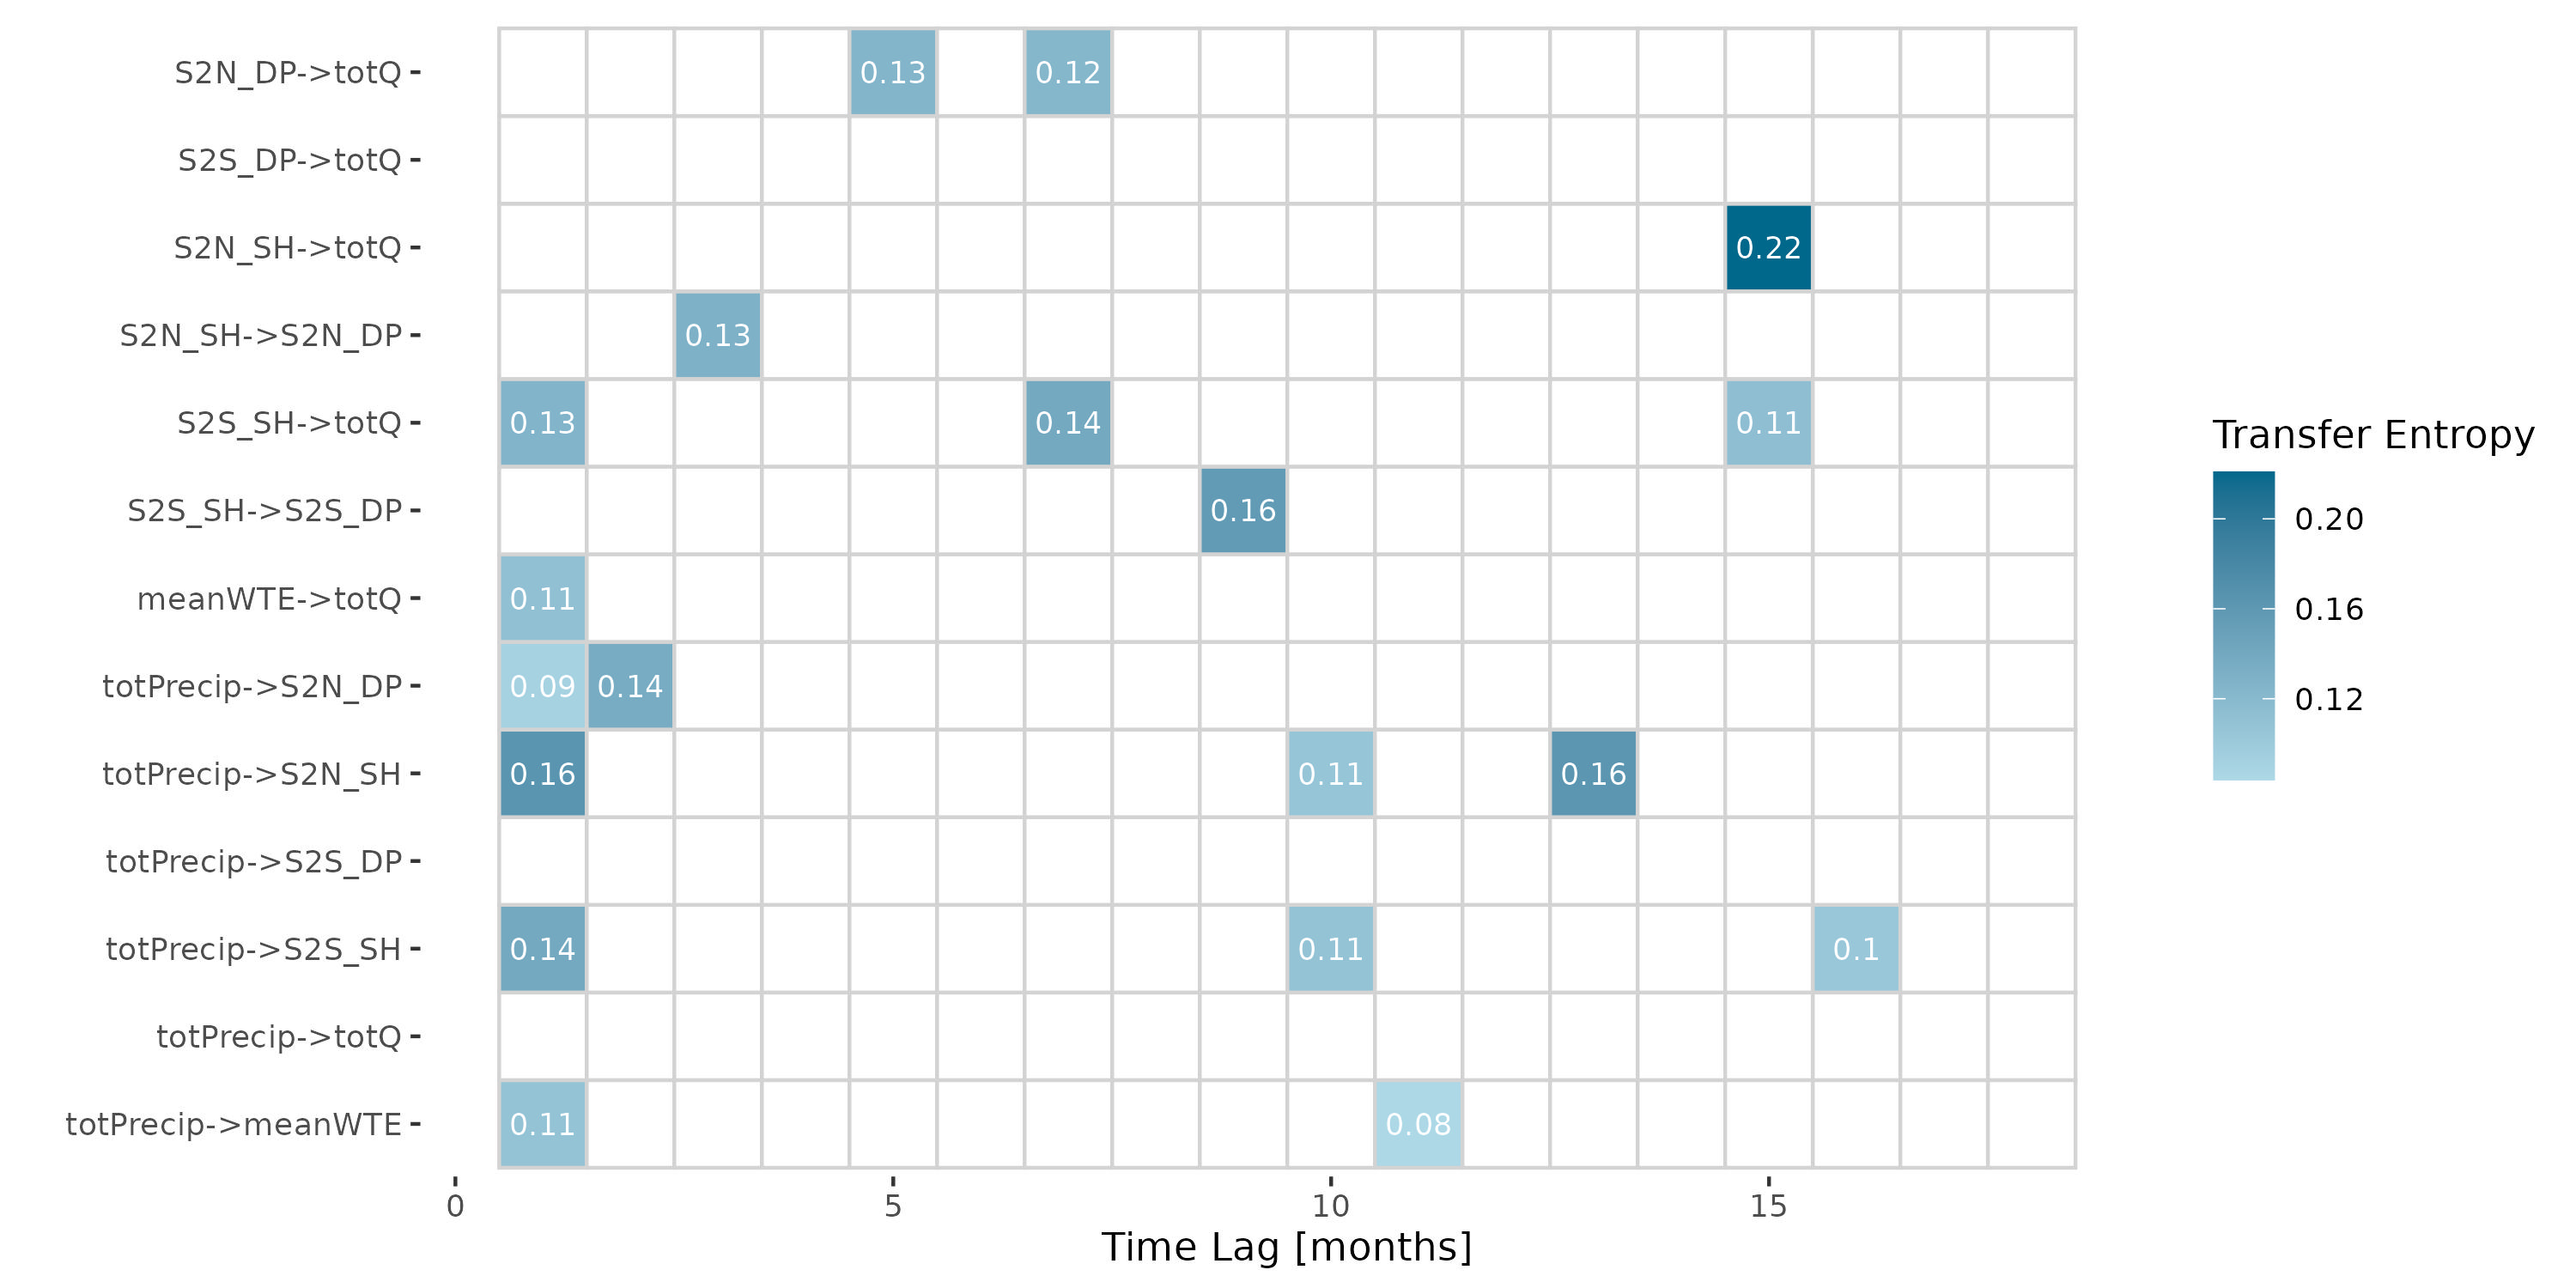 S2N_DP->totQ 0.13 0.12
S2S_DP->totQ
S2N_SH->totQ 0.22
S2N_SH->S2N_DP 0.13
S2S_SH->totQ 0.13 0.14 0.11
S2S_SH->S2S_DP 0.16
meanWTE->totQ 0.11
totPrecip->S2N_DP 0.09 0.14
totPrecip->S2N_SH 0.16 0.11 0.16
totPrecip->S2S_DP
totPrecip->S2S_SH 0.14 0.11 0.1
totPrecip->totQ
totPrecip->meanWTE 0.11 0.08
0 5 10 15
Time Lag [months]
Transfer Entropy
0.20
0.16
0.12